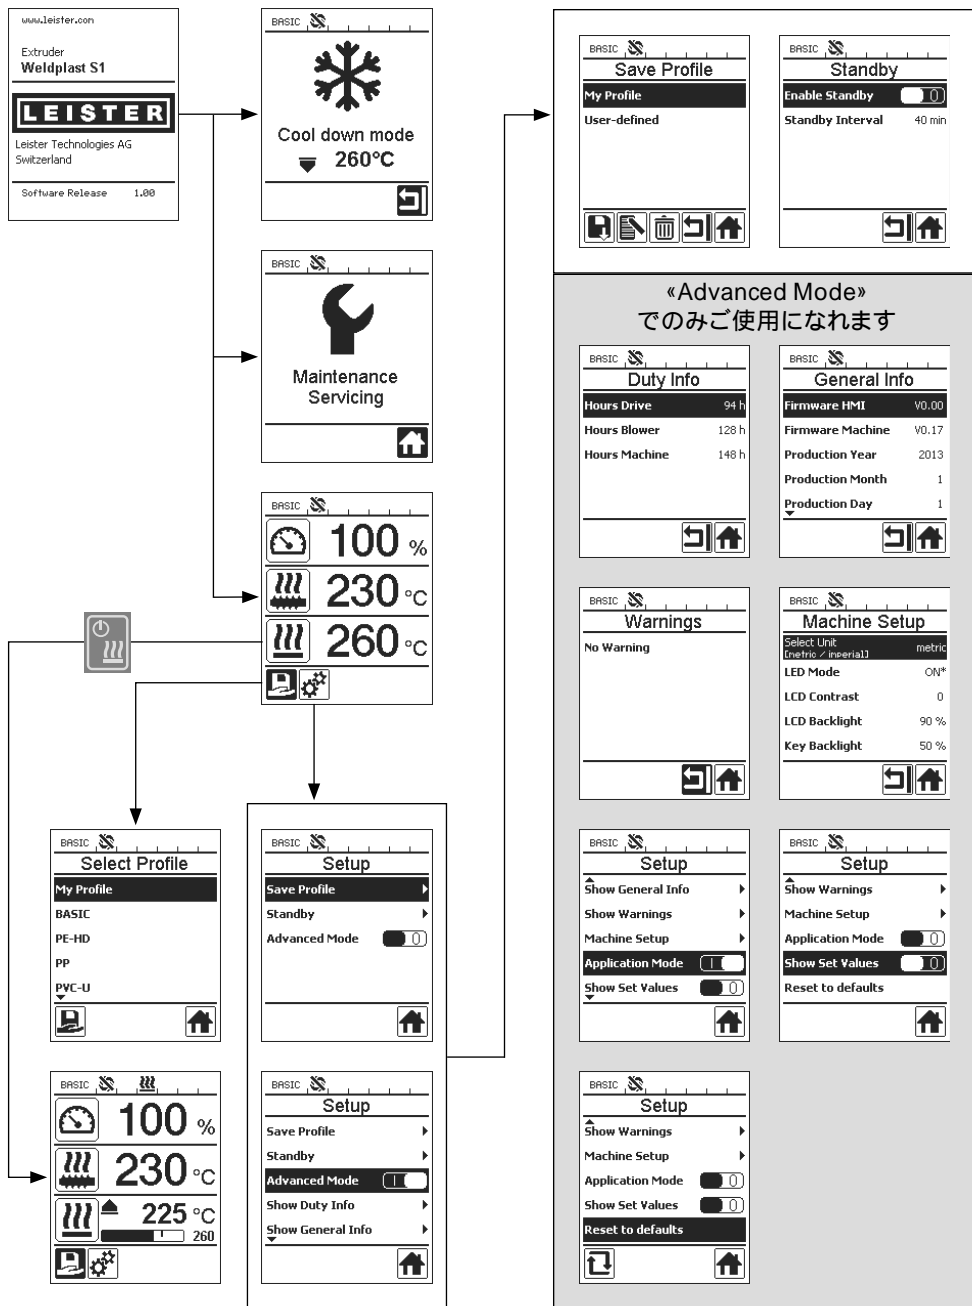 www.leister.com
Extruder
Weldplast S1
LEISTER
Leister Technologies AG
Switzerland
Software Release 1.00
BASIC
Cool down mode
260°C
BASIC
Maintenance
Servicing
BASIC
100 %
230 °C
260 °C
BASIC
Select Profile
My Profile
BASIC
PE-HD
PP
PVC-U
BASIC
100 %
230 °C
225 °C
260
BASIC
Setup
Save Profile
Standby
Advanced Mode 0
BASIC
Setup
Save Profile
Standby
Advanced Mode I
Show Duty Info
Show General Info
BASIC
Save Profile
My Profile
User-defined
BASIC
Standby
Enable Standby 0
Standby Interval 40 min
«Advanced Mode»
でのみご使用になれます
BASIC
Duty Info
Hours Drive 94 h
Hours Blower 128 h
Hours Machine 148 h
BASIC
General Info
Firmware HMI V0.00
Firmware Machine V0.17
Production Year 2013
Production Month 1
Production Day 1
BASIC
Warnings
No Warning
BASIC
Machine Setup
Select Unit
[metric / imperial] metric
LED Mode ON*
LCD Contrast 0
LCD Backlight 90 %
Key Backlight 50 %
BASIC
Setup
Show General Info
Show Warnings
Machine Setup
Application Mode I
Show Set Values 0
BASIC
Setup
Show Warnings
Machine Setup
Application Mode 0
Show Set Values 0
Reset to defaults
BASIC
Setup
Show Warnings
Machine Setup
Application Mode 0
Show Set Values 0
Reset to defaults